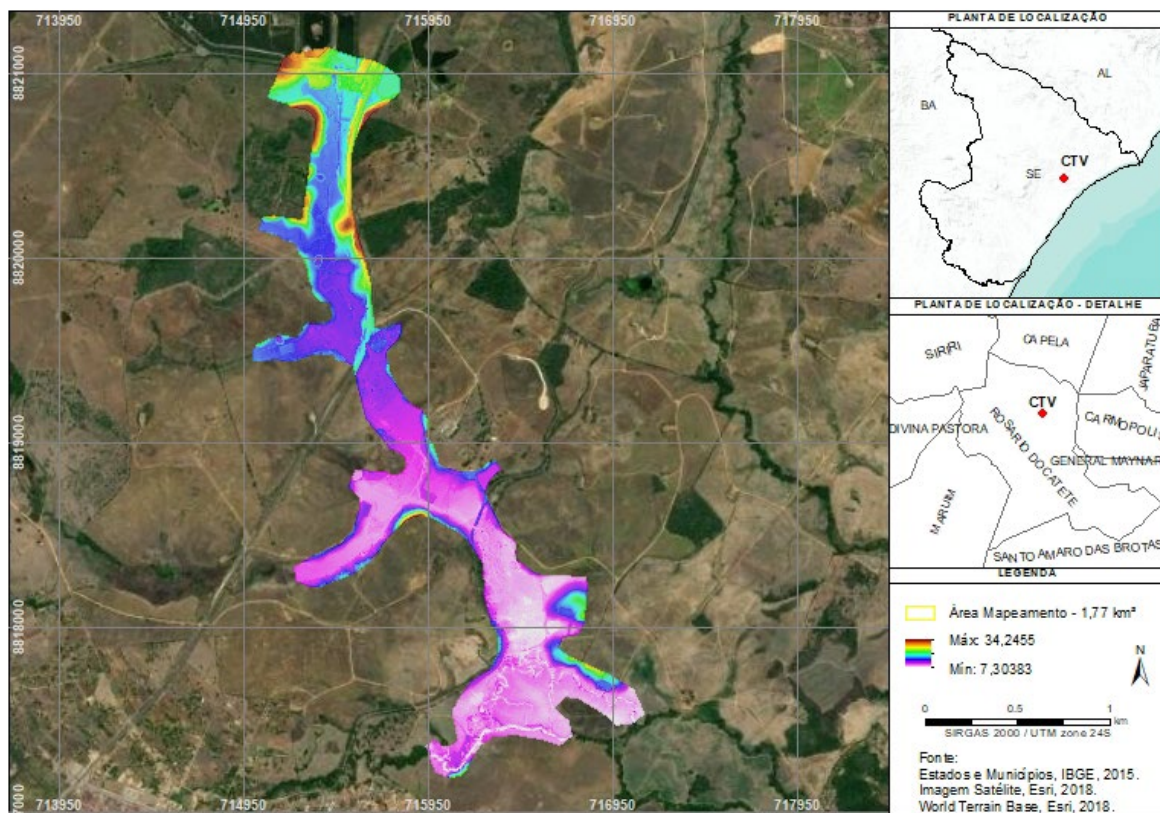 713950 714950 715950 716950 717950
8821000
8820000
8819000
8818000
7000
713950 714950 715950 716950 717950
PLANTA DE LOCALIZAÇÃO
AL
BA
CTV
SE
PLANTA DE LOCALIZAÇÃO - DETALHE
SIRIRI
CAPELA
JAPARATUBA
CTV
CARMOPOLIS
DIVINA PASTORA
ROSARIO DO CATETE
GENERAL MAYNAR
MARUIM
SANTO AMARO DAS BROTAS
LEGENDA
Área Mapeamento - 1,77 km²
Máx: 34,2455
Mín: 7,30383
N
0 0.5 1
km
SIRGAS 2000 / UTM zone 24S
Fonte:
Estados e Municípios, IBGE, 2015.
Imagem Satélite, Esri, 2018.
World Terrain Base, Esri, 2018.